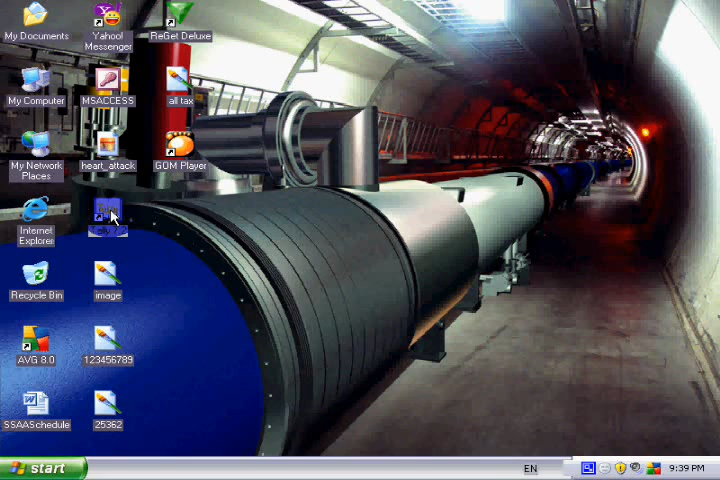 My Documents
Yahoo!
Messenger
ReGet Deluxe
My Computer
MSACCESS
all tax
My Network
Places
heart_attack
GOM Player
Internet
Explorer
Recycle Bin
image
AVG 8.0
123456789
SSAASchedule
25362
start
EN
9:39 PM